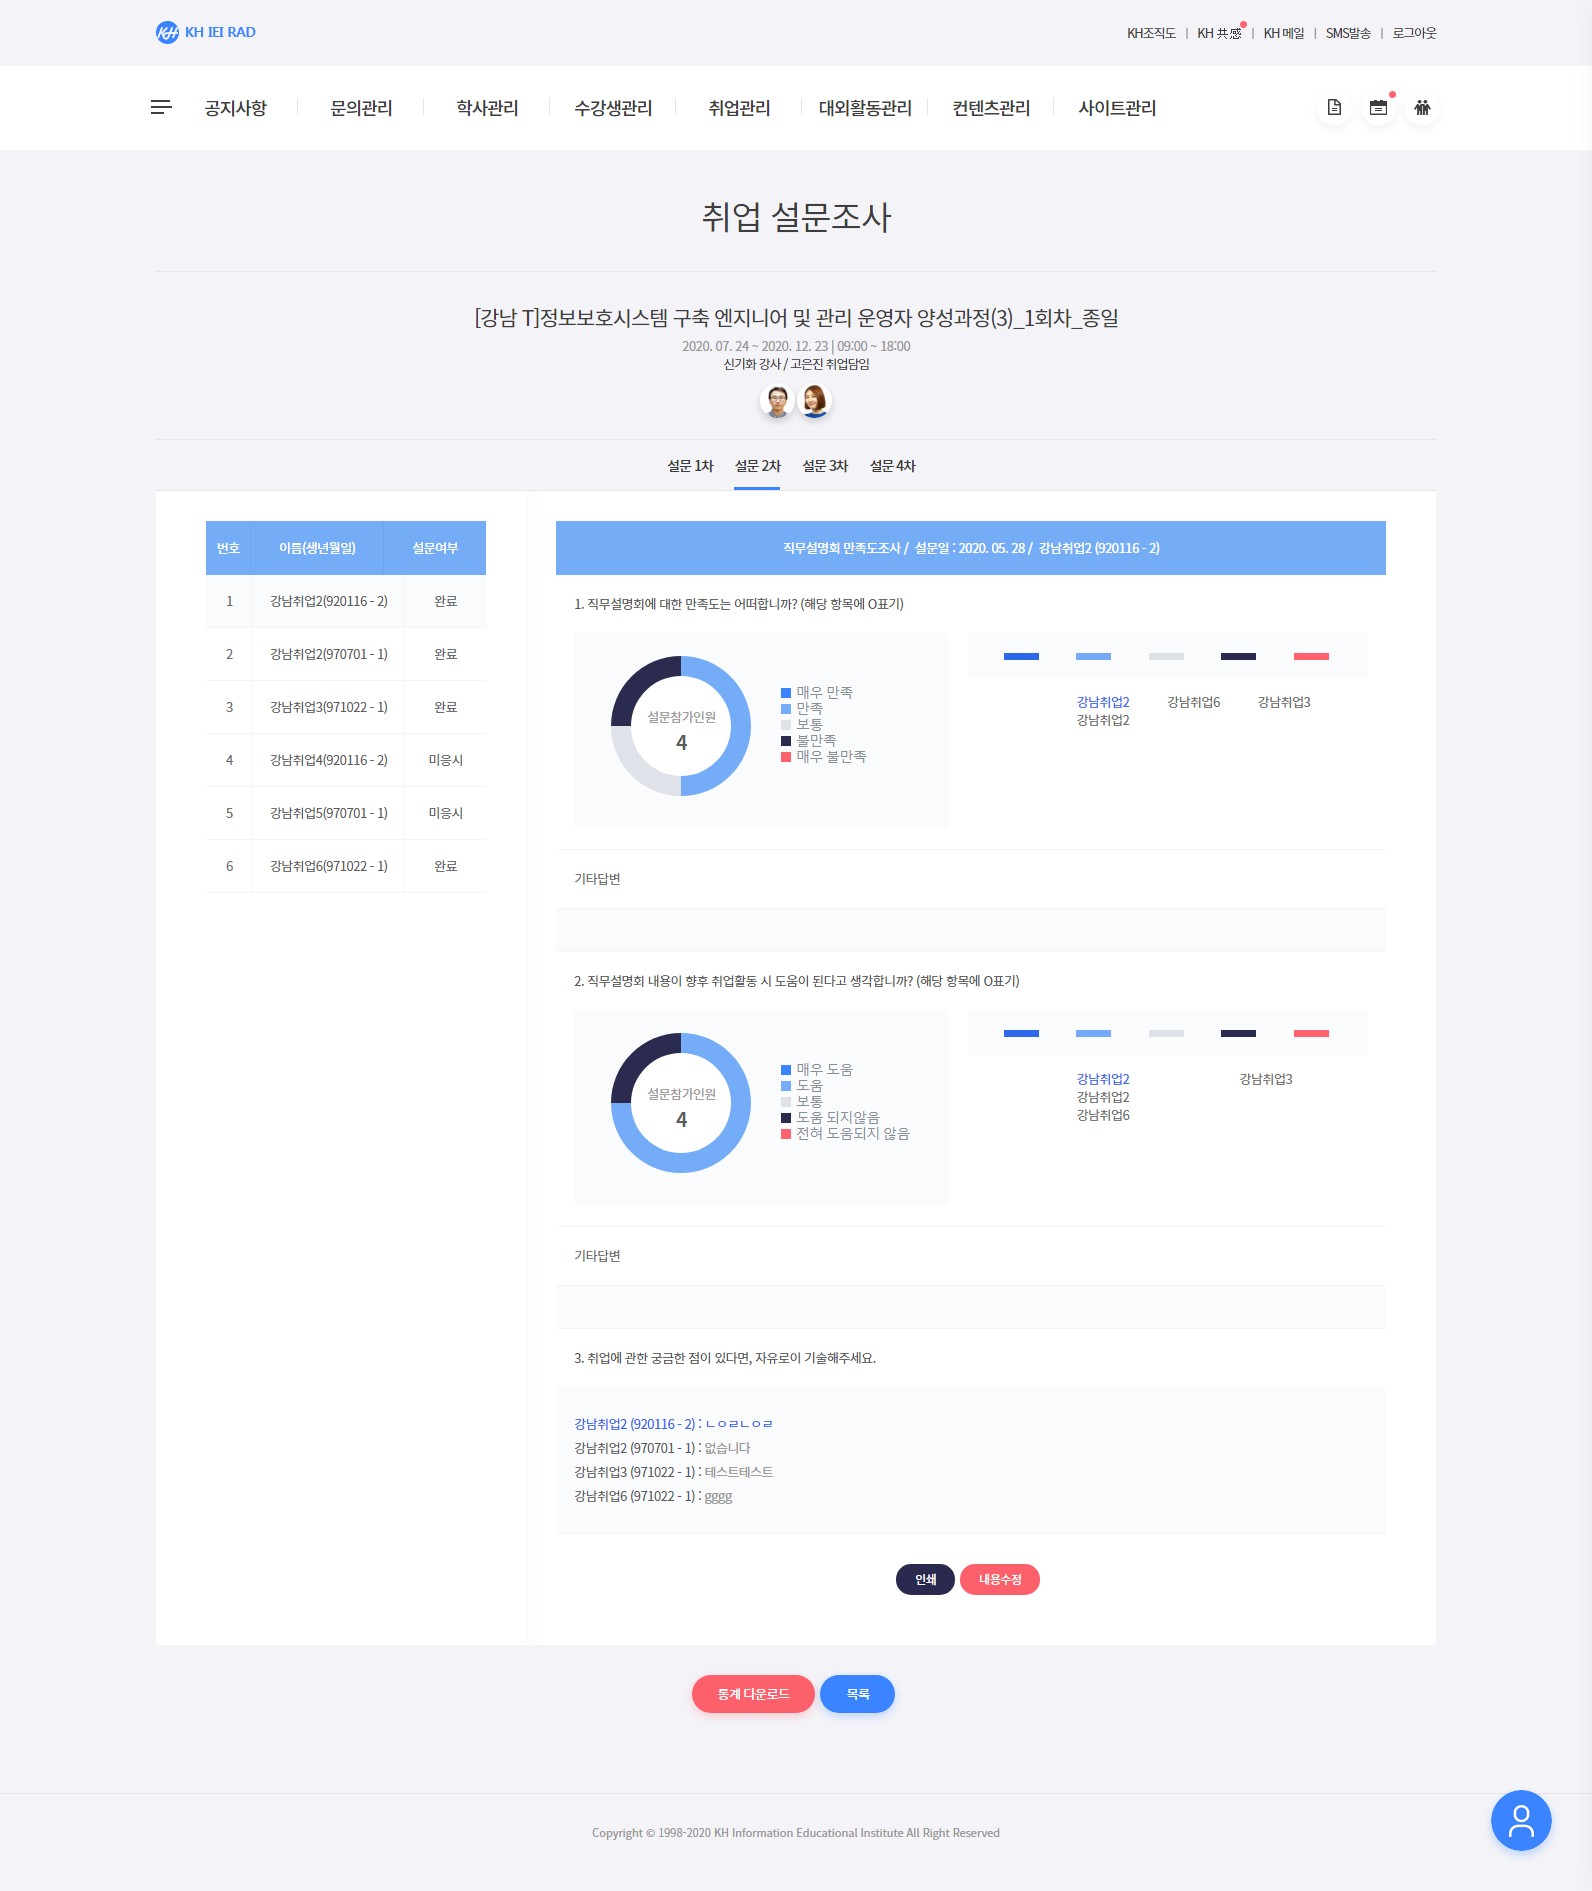 KH IEI RAD
KH조직도 | KH 共感 | KH 메일 | SMS발송 | 로그아웃
공지사항 문의관리 학사관리 수강생관리 취업관리 대외활동관리 컨텐츠관리 사이트관리
취업 설문조사
[강남 T]정보보호시스템 구축 엔지니어 및 관리 운영자 양성과정(3)_1회차_종일
2020. 07. 24 ~ 2020. 12. 23 | 09:00 ~ 18:00
신기화 강사 / 고은진 취업담임
설문 1차 설문 2차 설문 3차 설문 4차
번호 이름(생년월일) 설문여부
1 강남취업2(920116 - 2) 완료
2 강남취업2(970701 - 1) 완료
3 강남취업3(971022 - 1) 완료
4 강남취업4(920116 - 2) 미응시
5 강남취업5(970701 - 1) 미응시
6 강남취업6(971022 - 1) 완료
직무설명회 만족도조사 / 설문일 : 2020. 05. 28 / 강남취업2 (920116 - 2)
1. 직무설명회에 대한 만족도는 어떠합니까? (해당 항목에 O표기)
설문참가인원
4
매우 만족
만족
보통
불만족
매우 불만족
강남취업2 강남취업6 강남취업3
강남취업2
기타답변
2. 직무설명회 내용이 향후 취업활동 시 도움이 된다고 생각합니까? (해당 항목에 O표기)
설문참가인원
4
매우 도움
도움
보통
도움 되지않음
전혀 도움되지 않음
강남취업2 강남취업3
강남취업2
강남취업6
기타답변
3. 취업에 관한 궁금한 점이 있다면, 자유로이 기술해주세요.
강남취업2 (920116 - 2) : ㄴㅇㄹㄴㅇㄹ
강남취업2 (970701 - 1) : 없습니다
강남취업3 (971022 - 1) : 테스트테스트
강남취업6 (971022 - 1) : gggg
인쇄 내용수정
통계 다운로드 목록
Copyright © 1998-2020 KH Information Educational Institute All Right Reserved